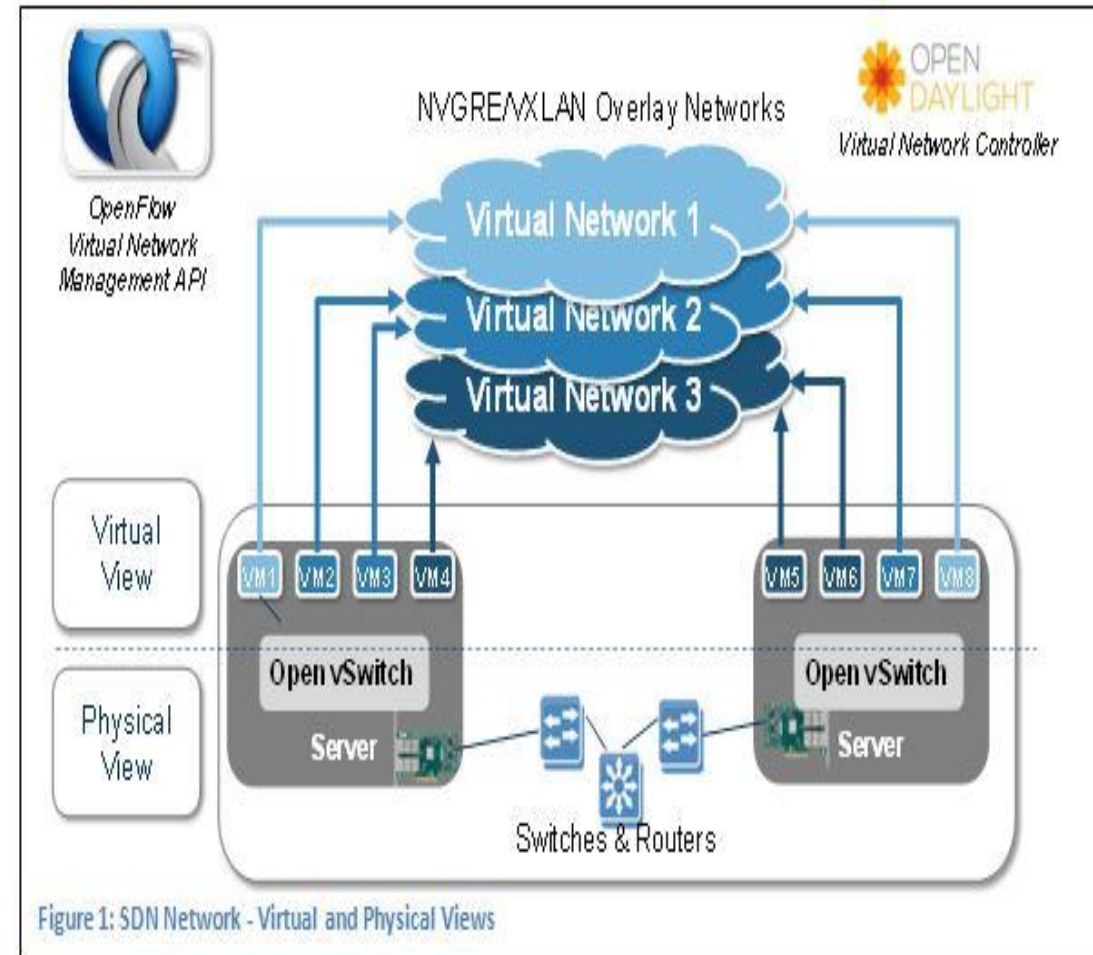 OPEN
DAYLIGHT
NVGRE/VXLAN Overlay Networks
Virtual Network Controller
OpenFlow
Virtual Network
Management API
Virtual Network 1
Virtual Network 2
Virtual Network 3
Virtual
View
VM1 VM2 VM3 VM4
VM5 VM6 VM7 VM8
Open vSwitch
Open vSwitch
Physical
View
Server
Server
Switches & Routers
Figure 1: SDN Network - Virtual and Physical Views